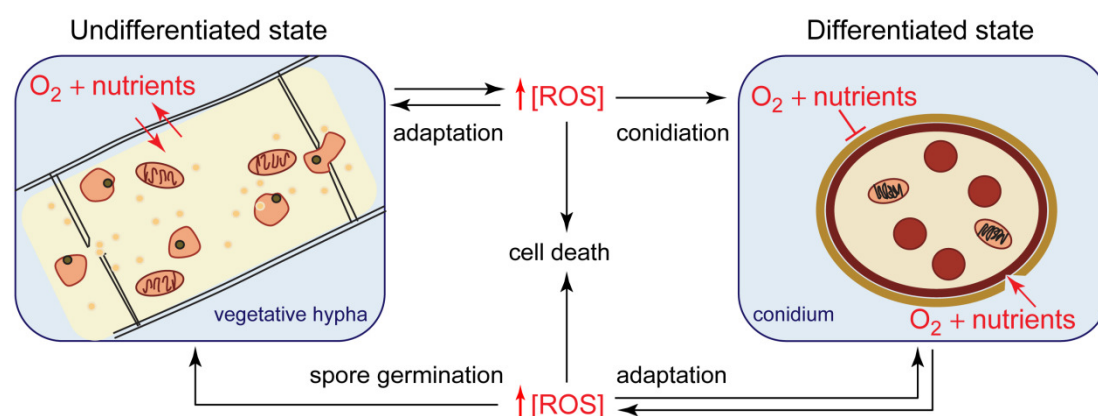 Undifferentiated state
Differentiated state
O2 + nutrients
vegetative hypha
[ROS]
adaptation
conidiation
cell death
O2 + nutrients
O2 + nutrients
conidium
spore germination
[ROS]
adaptation